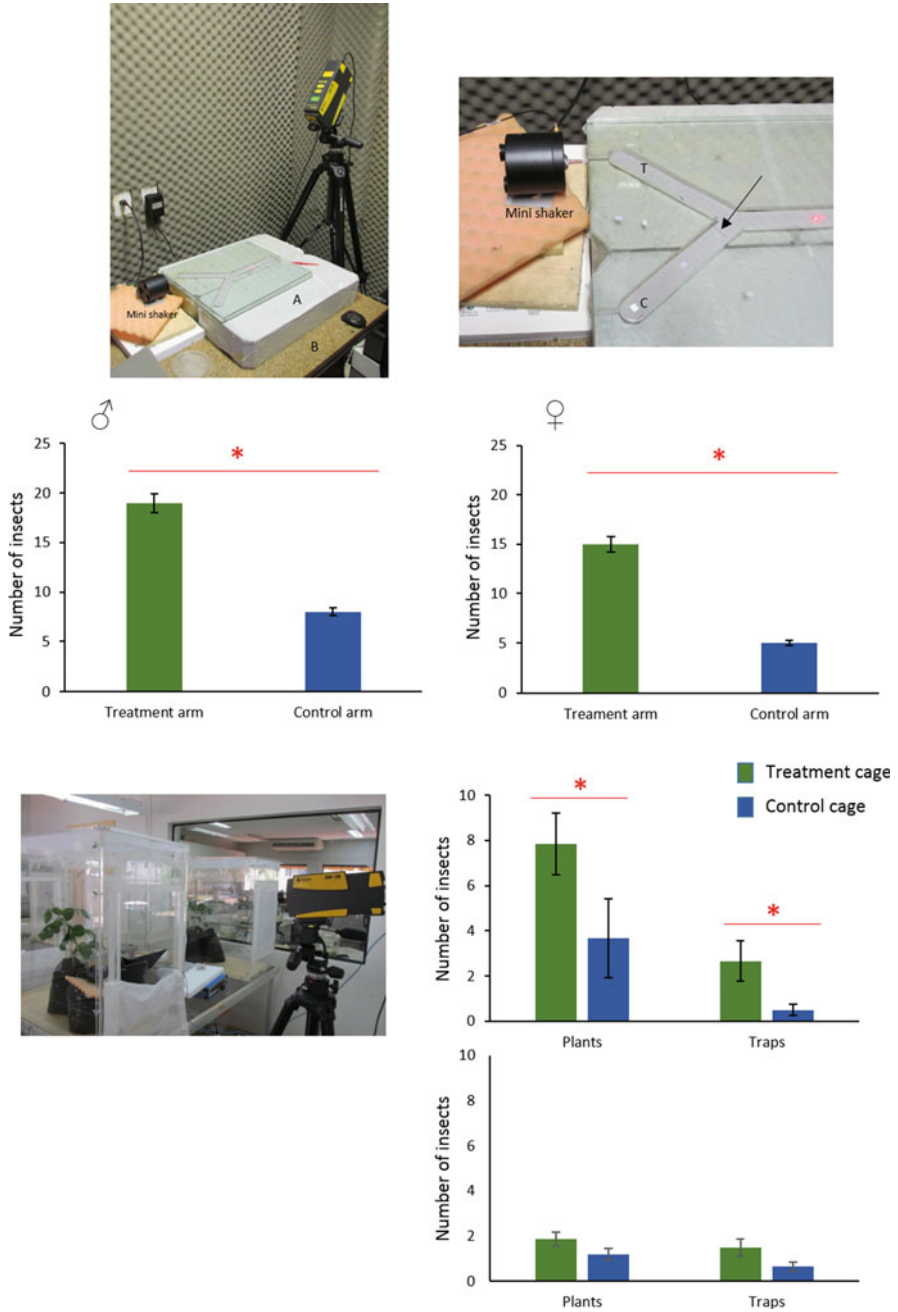 Mini shaker
A
B
Mini shaker
T
C
♂
*
Number of insects
25
20
15
10
5
0
Treatment arm Control arm
♀
*
Number of insects
25
20
15
10
5
0
Treament arm Control arm
Treatment cage
Control cage
Number of insects
10
8
6
4
2
0
*
*
Plants Traps
Number of insects
10
8
6
4
2
0
Plants Traps